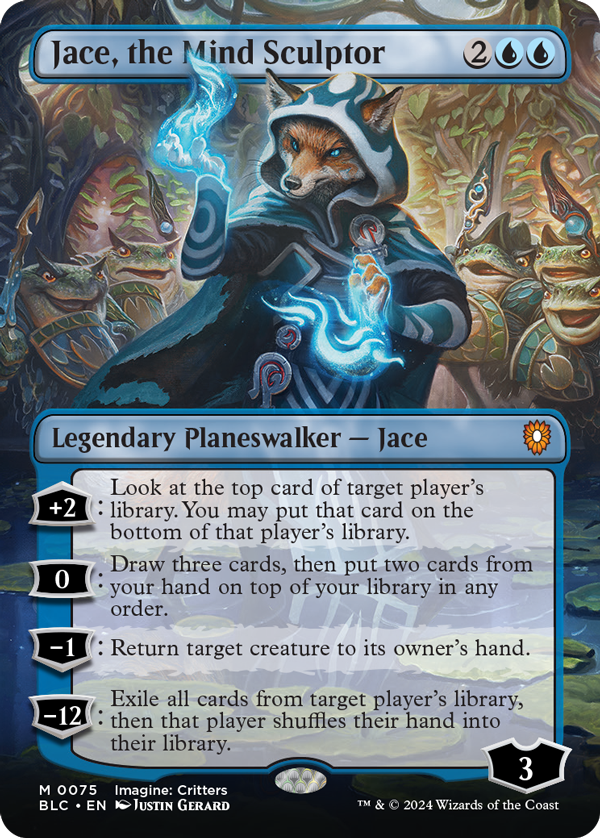 Jace, the Mind Sculptor 2
Legendary Planeswalker — Jace
+2: Look at the top card of target player's
library. You may put that card on the
bottom of that player's library.
0: Draw three cards, then put two cards from
your hand on top of your library in any
order.
−1: Return target creature to its owner's hand.
−12: Exile all cards from target player's library,
then that player shuffles their hand into
their library.
3
M 0075 Imagine: Critters
BLC • EN Justin Gerard ™ & © 2024 Wizards of the Coast